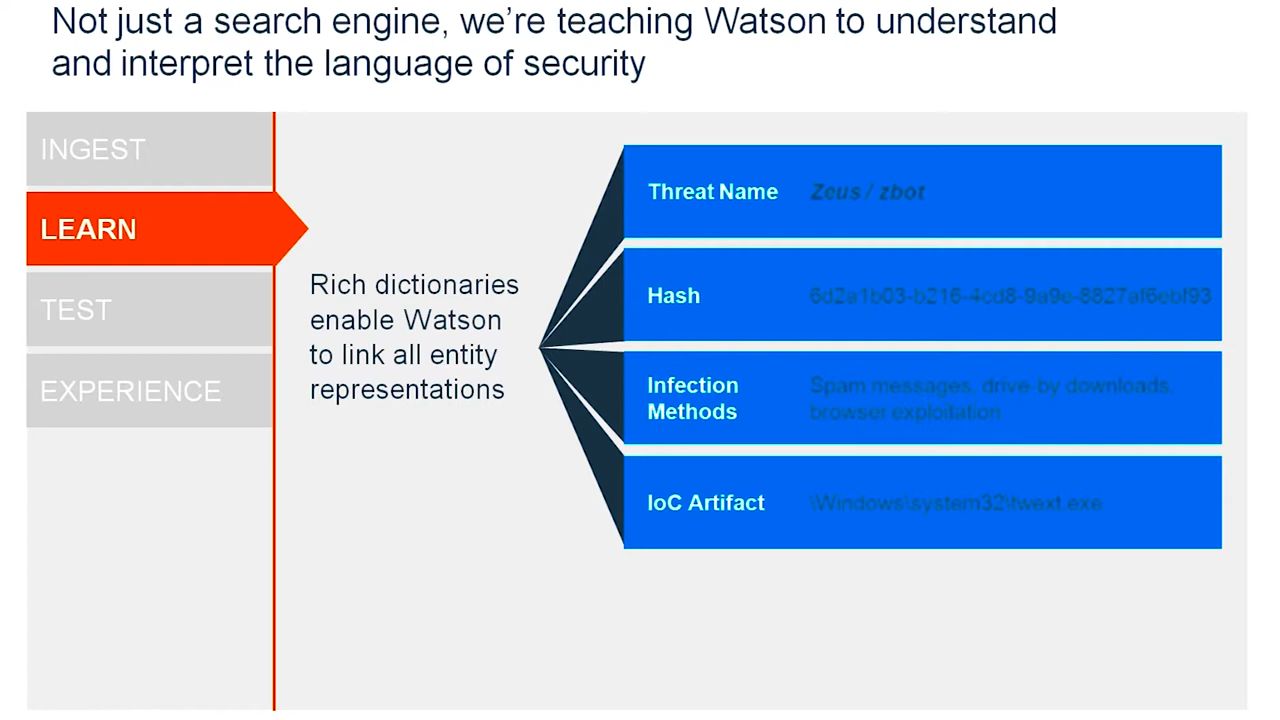 Not just a search engine, we’re teaching Watson to understand
and interpret the language of security
INGEST
LEARN
TEST
EXPERIENCE
Rich dictionaries
enable Watson
to link all entity
representations
Threat Name Zeus / zbot
Hash 6d2a1b03-b216-4cd8-9a9e-8827af6ebf93
Infection
Methods
Spam messages, drive-by downloads,
browser exploitation
IoC Artifact \Windows\system32\twext.exe